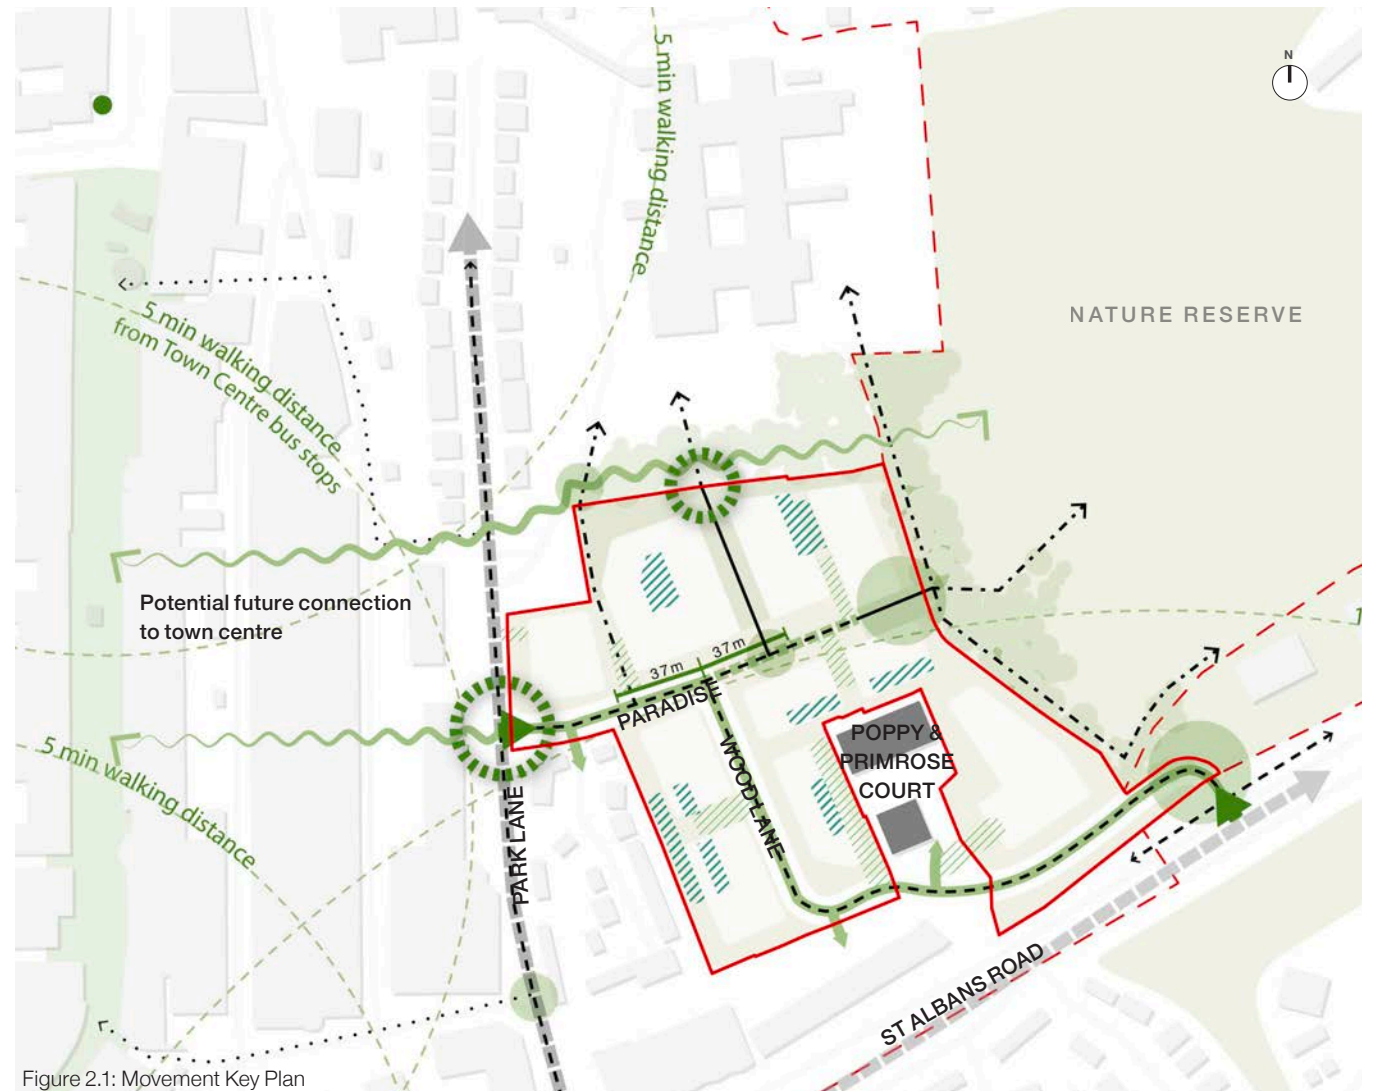 N
5 min walking distance
NATURE RESERVE
5 min walking distance
from Town Centre bus stops
Potential future connection
to town centre
37m
37m
PARADISE
WOOD LANE
POPPY &
PRIMROSE
COURT
5 min walking distance
PARK LANE
ST ALBANS ROAD
Figure 2.1: Movement Key Plan